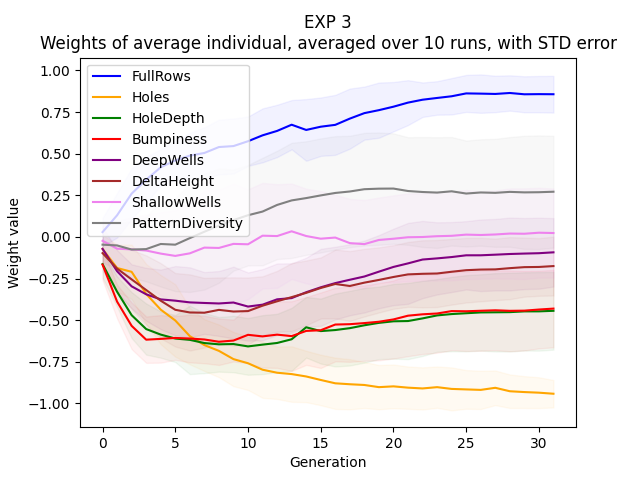 EXP 3
Weights of average individual, averaged over 10 runs, with STD error
1.00
0.75
0.50
0.25
0.00
−0.25
−0.50
−0.75
−1.00
Weight value
FullRows
Holes
HoleDepth
Bumpiness
DeepWells
DeltaHeight
ShallowWells
PatternDiversity
0 5 10 15 20 25 30
Generation